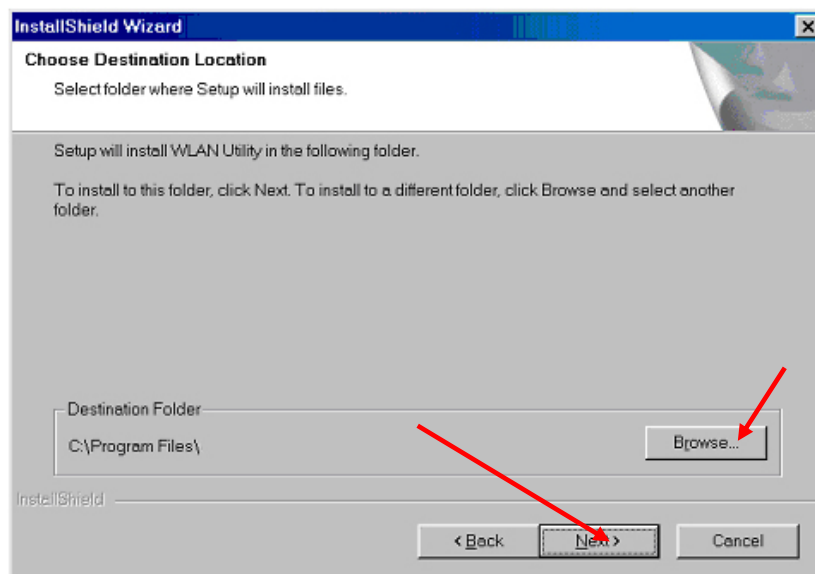 InstallShield Wizard
Choose Destination Location
Select folder where Setup will install files.
Setup will install WLAN Utility in the following folder.
To install to this folder, click Next. To install to a different folder, click Browse and select another
folder.
Destination Folder
C:\Program Files\
Browse...
InstallShield
< Back
Next >
Cancel